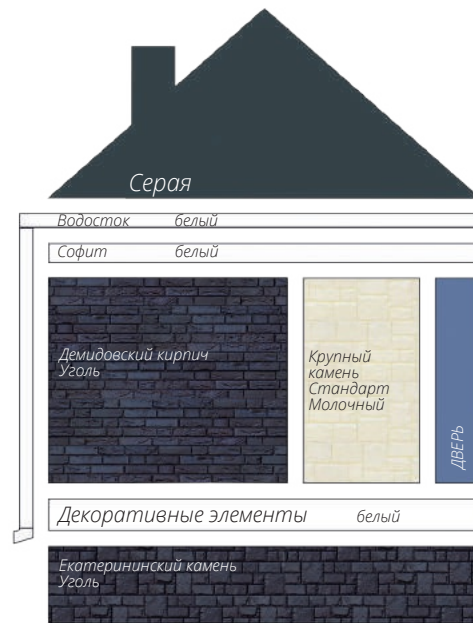 Серая
Водосток белый
Софит белый
Демидовский кирпич
Уголь
Крупный
камень
Стандарт
Молочный
ДВЕРЬ
Декоративные элементы белый
Екатерининский камень
Уголь